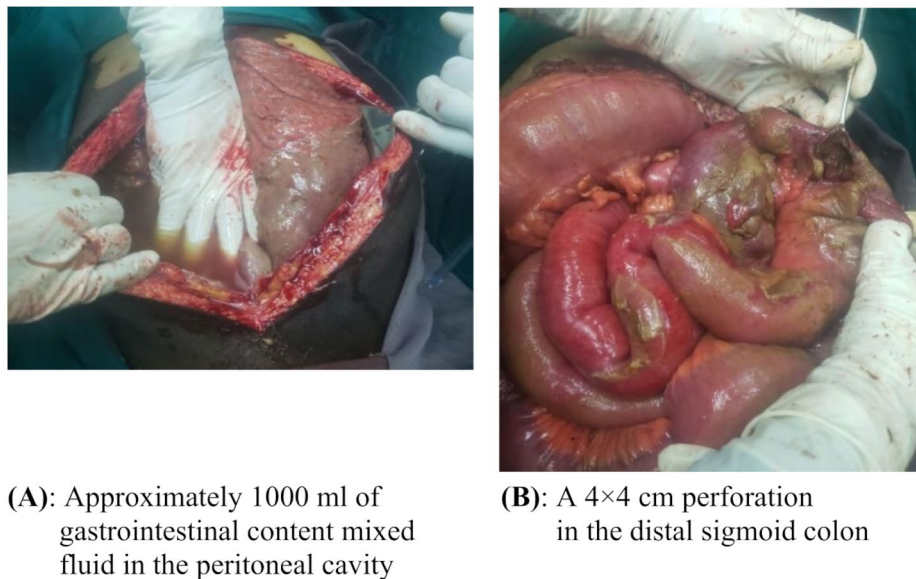 (A): Approximately 1000 ml of
gastrointestinal content mixed
fluid in the peritoneal cavity
(B): A 4×4 cm perforation
in the distal sigmoid colon